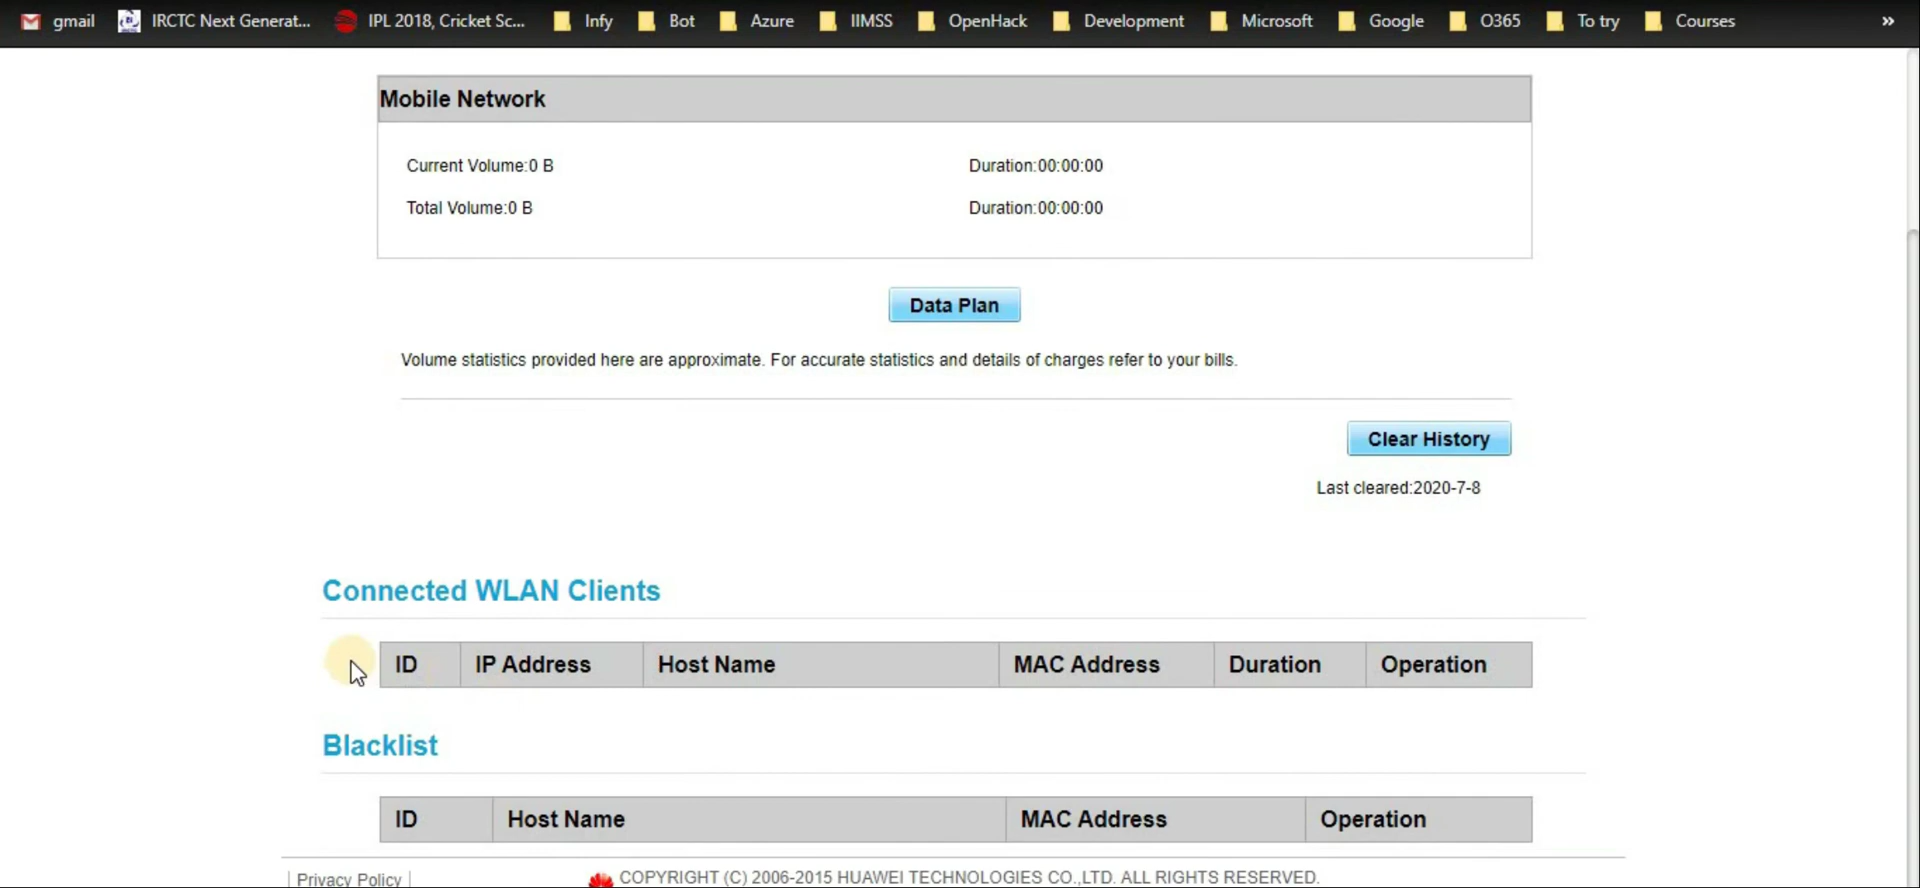 gmail IRCTC Next Generat... IPL 2018, Cricket Sc... Infy Bot Azure IIMSS OpenHack Development Microsoft Google O365 To try Courses »
Mobile Network
Current Volume:0 B Duration:00:00:00
Total Volume:0 B Duration:00:00:00
Data Plan
Volume statistics provided here are approximate. For accurate statistics and details of charges refer to your bills.
Clear History
Last cleared:2020-7-8
Connected WLAN Clients
ID IP Address Host Name MAC Address Duration Operation
Blacklist
ID Host Name MAC Address Operation
Privacy Policy COPYRIGHT (C) 2006-2015 HUAWEI TECHNOLOGIES CO.,LTD. ALL RIGHTS RESERVED.